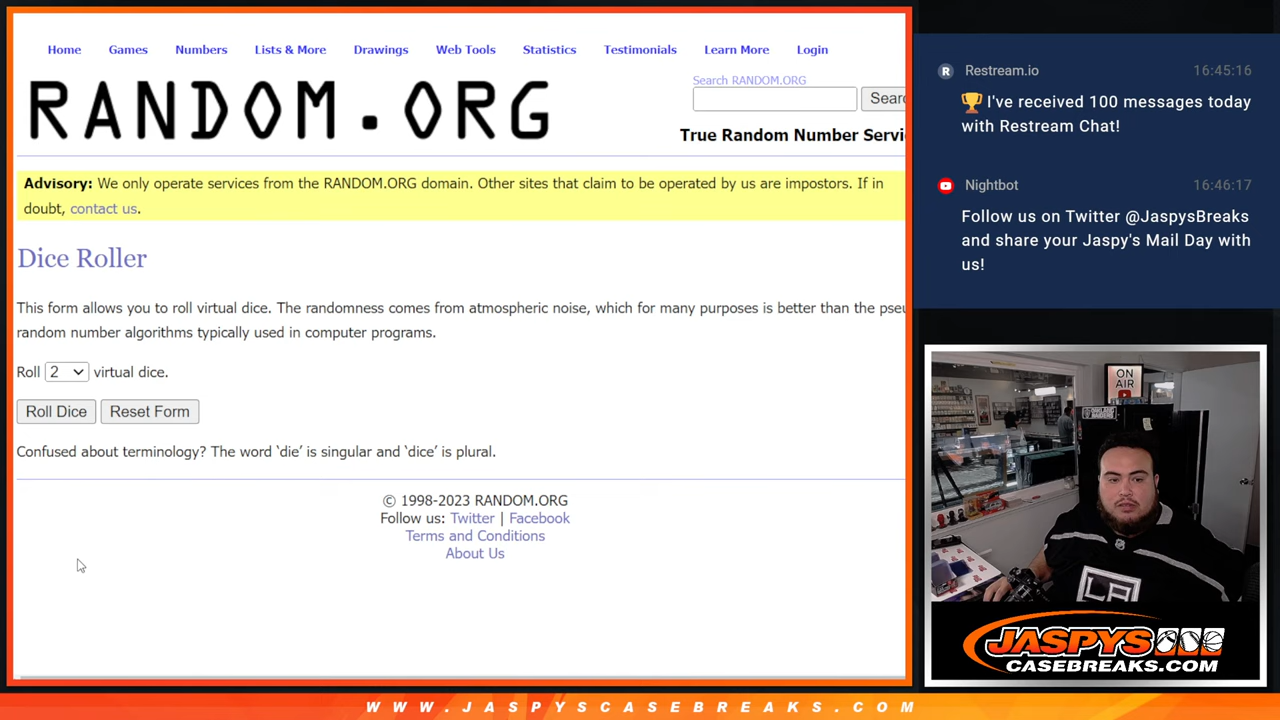 Home Games Numbers Lists & More Drawings Web Tools Statistics Testimonials Learn More Login
RANDOM.ORG
Search RANDOM.ORG
Searc
True Random Number Servi
Advisory: We only operate services from the RANDOM.ORG domain. Other sites that claim to be operated by us are impostors. If in
doubt, contact us.
Dice Roller
This form allows you to roll virtual dice. The randomness comes from atmospheric noise, which for many purposes is better than the pseu
random number algorithms typically used in computer programs.
Roll 2 virtual dice.
Roll Dice Reset Form
Confused about terminology? The word ‘die’ is singular and ‘dice’ is plural.
© 1998-2023 RANDOM.ORG
Follow us: Twitter | Facebook
Terms and Conditions
About Us
R Restream.io 16:45:16
🏆 I've received 100 messages today
with Restream Chat!
Nightbot 16:46:17
Follow us on Twitter @JaspysBreaks
and share your Jaspy's Mail Day with
us!
ON
AIR
LA
JASPYS
CASEBREAKS.COM
WWW.JASPYSCASEBREAKS.COM